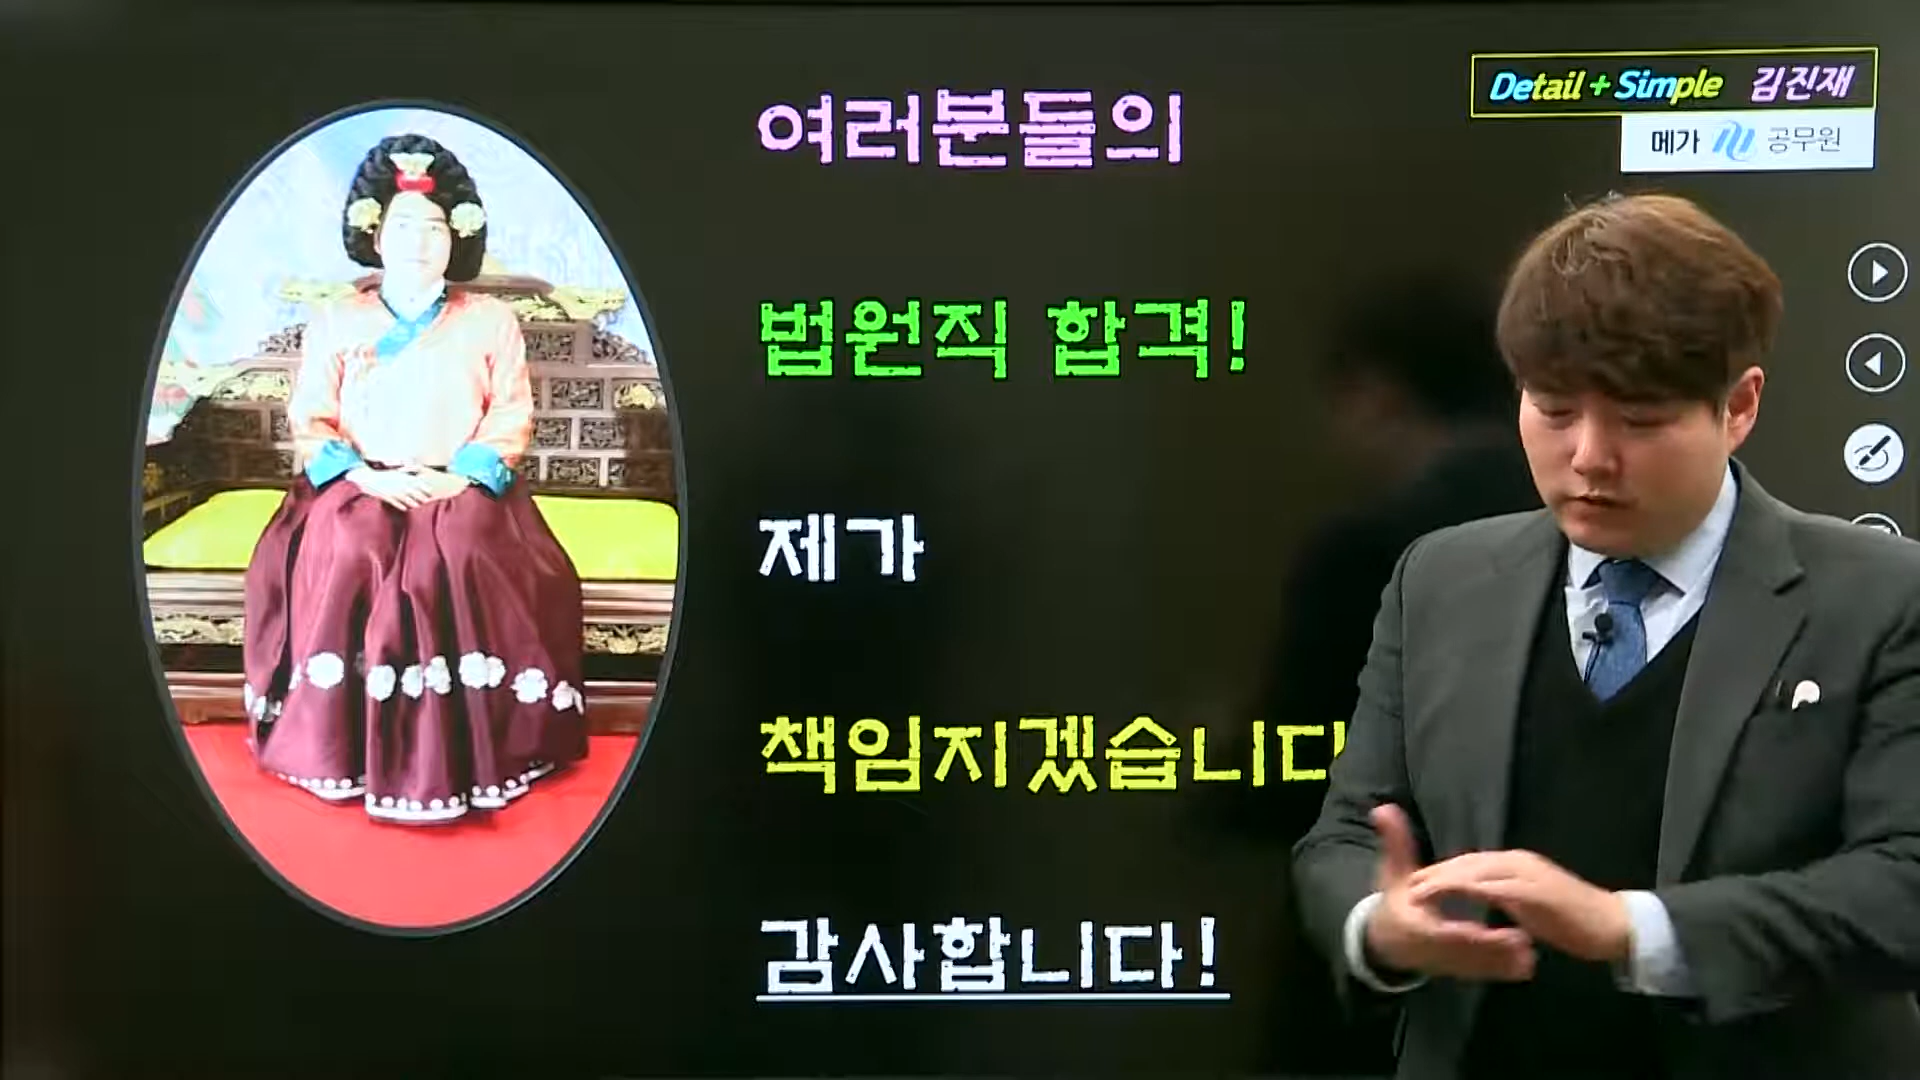 여러분들의
법원직 합격!
제가
책임지겠습니다
감사합니다!
Detail + Simple 김진재
메가 공무원